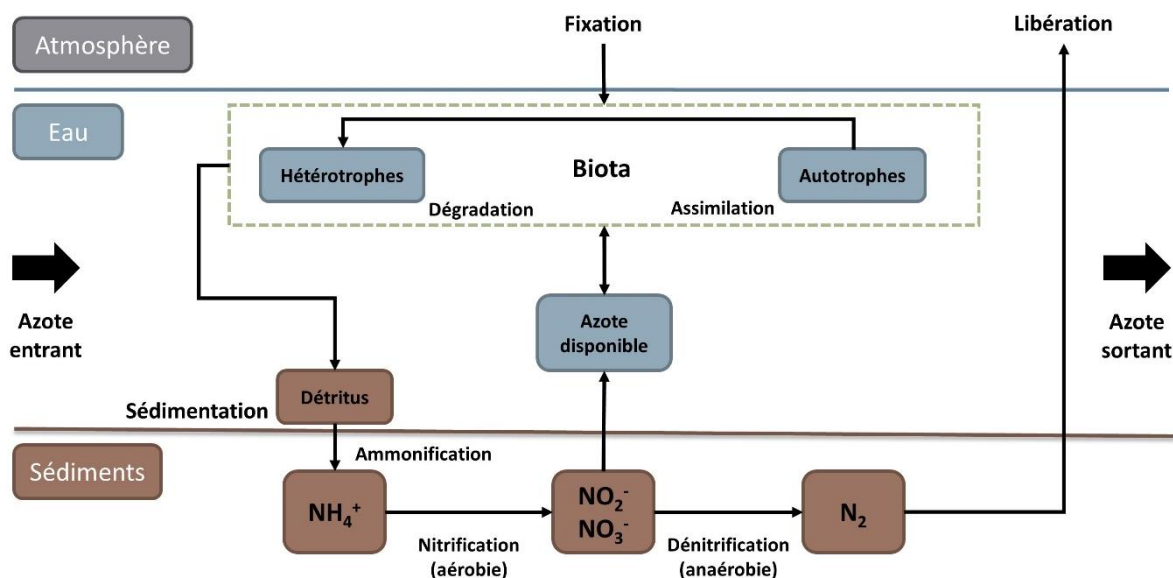 Atmosphère
Fixation
Libération
Eau
Hétérotrophes
Biota
Autotrophes
Dégradation
Assimilation
Azote
entrant
Azote
disponible
Azote
sortant
Sédimentation
Détritus
Sédiments
Ammonification
NH₄⁺
NO₂⁻
NO₃⁻
N₂
Nitrification
(aérobie)
Dénitrification
(anaérobie)